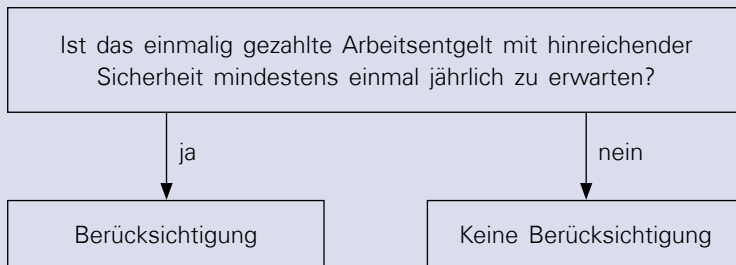 Ist das einmalig gezahlte Arbeitsentgelt mit hinreichender
Sicherheit mindestens einmal jährlich zu erwarten?
ja
nein
Berücksichtigung
Keine Berücksichtigung